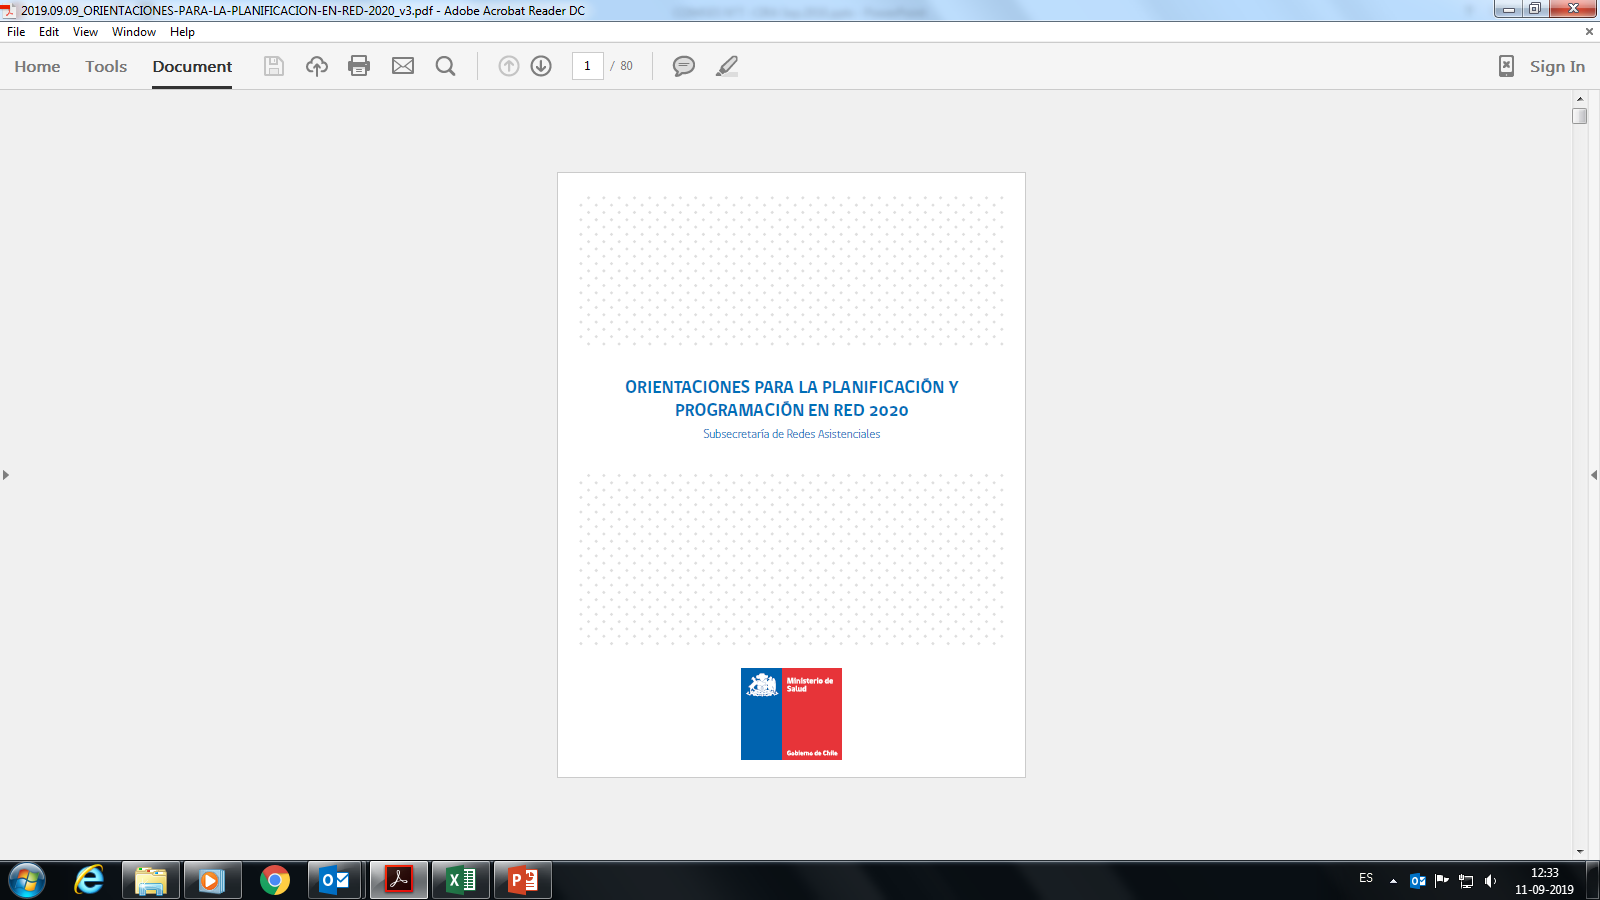 2019.09.09_ORIENTACIONES-PARA-LA-PLANIFICACION-EN-RED-2020_v3.pdf - Adobe Acrobat Reader DC
File Edit View Window Help
Home Tools Document 1 / 80 Sign In
ORIENTACIONES PARA LA PLANIFICACIÓN Y
PROGRAMACIÓN EN RED 2020
Subsecretaría de Redes Asistenciales
Ministerio de
Salud
Gobierno de Chile
ES
12:33
11-09-2019